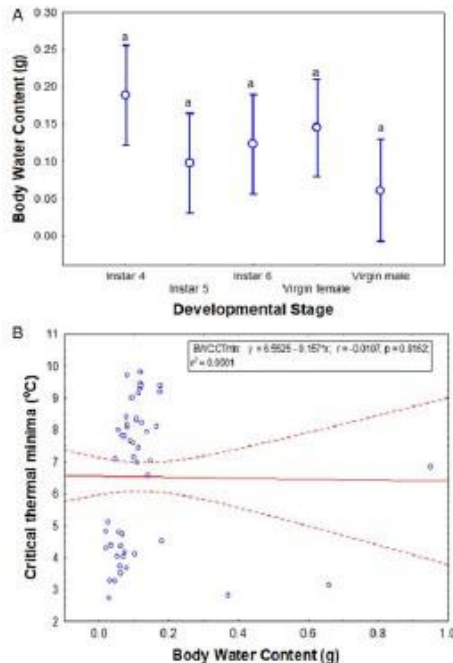 A
Body Water Content (g)
0.30
0.25
0.20
0.15
0.10
0.05
0.00
a
a
a
a
a
Instar 4
Instar 5
Instar 6
Virgin female
Virgin male
Developmental Stage
B
Critical thermal minima (°C)
11
10
9
8
7
6
5
4
3
2
y = 6.5525 - 0.157*x; r = -0.0107; p = 0.9162;
r² = 0.0001
0.0
0.2
0.4
0.6
0.8
1.0
Body Water Content (g)